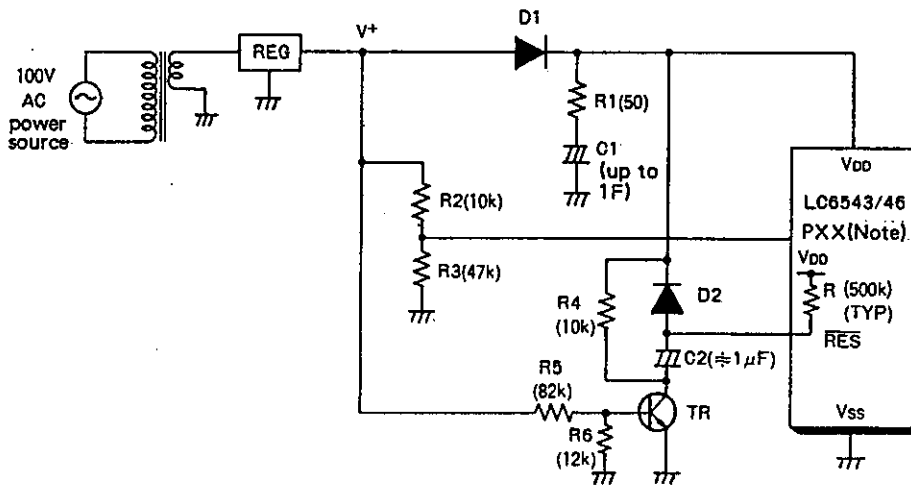 100V
AC
power
source
REG
V+
D1
R1(50)
C1
(up to
1F)
R2(10k)
R3(47k)
VDD
LC6543/46
PXX(Note)
VDD
R (500k)
(TYP)
RES
VSS
R4
(10k)
D2
C2(≑1μF)
R5
(82k)
R6
(12k)
TR